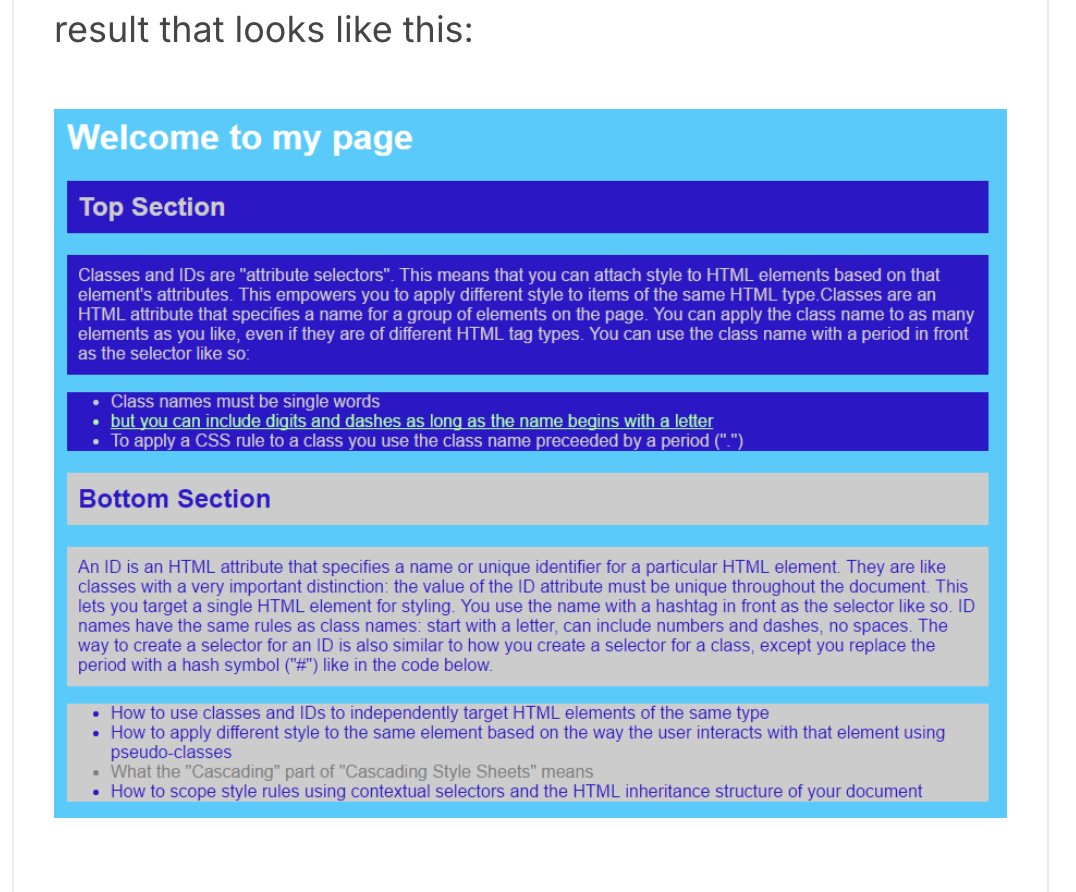 result that looks like this:
Welcome to my page
Top Section
Classes and IDs are "attribute selectors". This means that you can attach style to HTML elements based on that
element's attributes. This empowers you to apply different style to items of the same HTML type.Classes are an
HTML attribute that specifies a name for a group of elements on the page. You can apply the class name to as many
elements as you like, even if they are of different HTML tag types. You can use the class name with a period in front
as the selector like so:
• Class names must be single words
• but you can include digits and dashes as long as the name begins with a letter
• To apply a CSS rule to a class you use the class name preceeded by a period (".")
Bottom Section
An ID is an HTML attribute that specifies a name or unique identifier for a particular HTML element. They are like
classes with a very important distinction: the value of the ID attribute must be unique throughout the document. This
lets you target a single HTML element for styling. You use the name with a hashtag in front as the selector like so. ID
names have the same rules as class names: start with a letter, can include numbers and dashes, no spaces. The
way to create a selector for an ID is also similar to how you create a selector for a class, except you replace the
period with a hash symbol ("#") like in the code below.
• How to use classes and IDs to independently target HTML elements of the same type
• How to apply different style to the same element based on the way the user interacts with that element using
pseudo-classes
• What the "Cascading" part of "Cascading Style Sheets" means
• How to scope style rules using contextual selectors and the HTML inheritance structure of your document